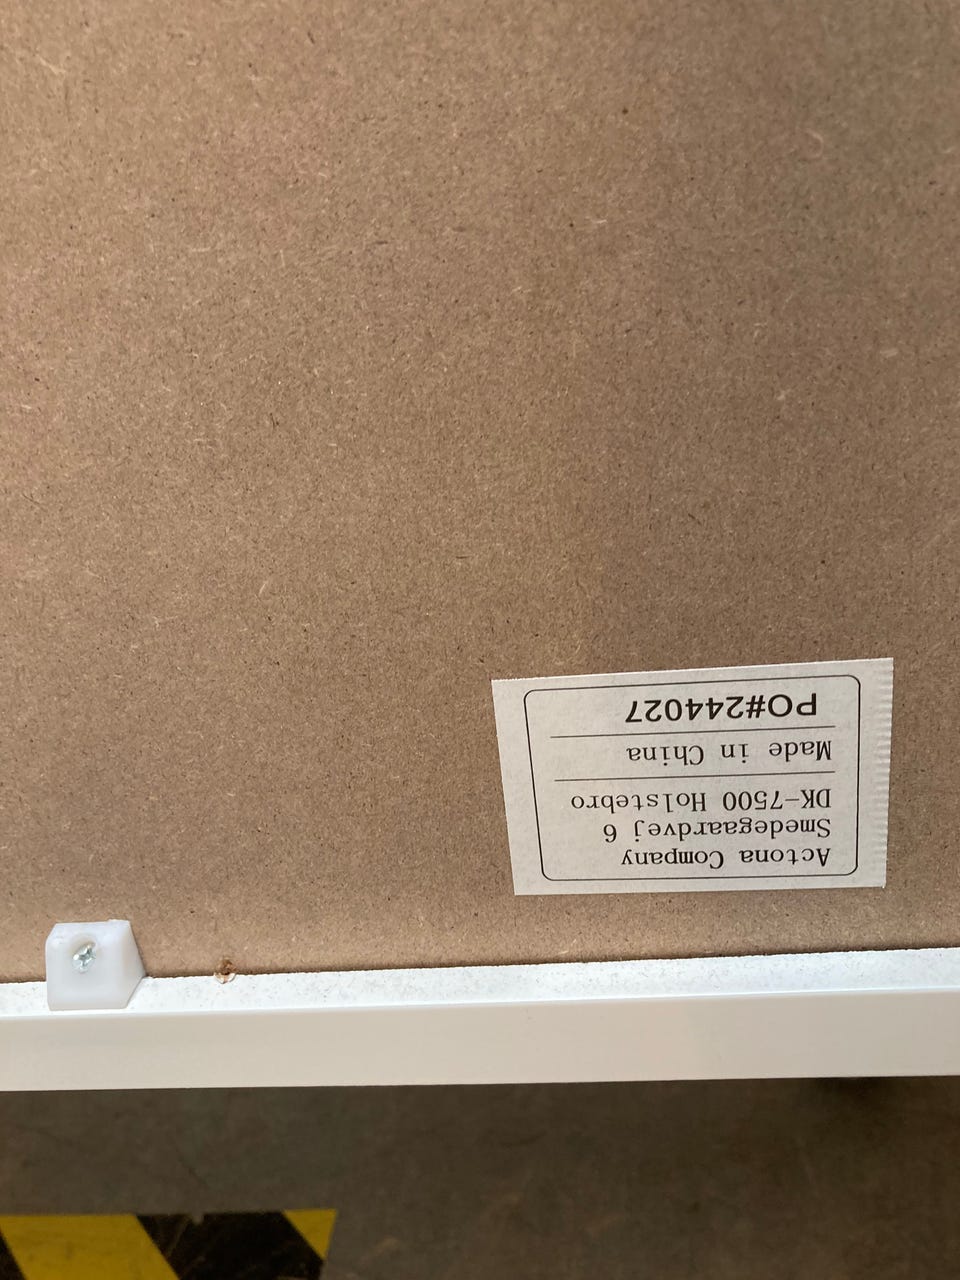 Actona Company
Smedegaardvej 6
DK-7500 Holstebro
Made in China
PO#244027